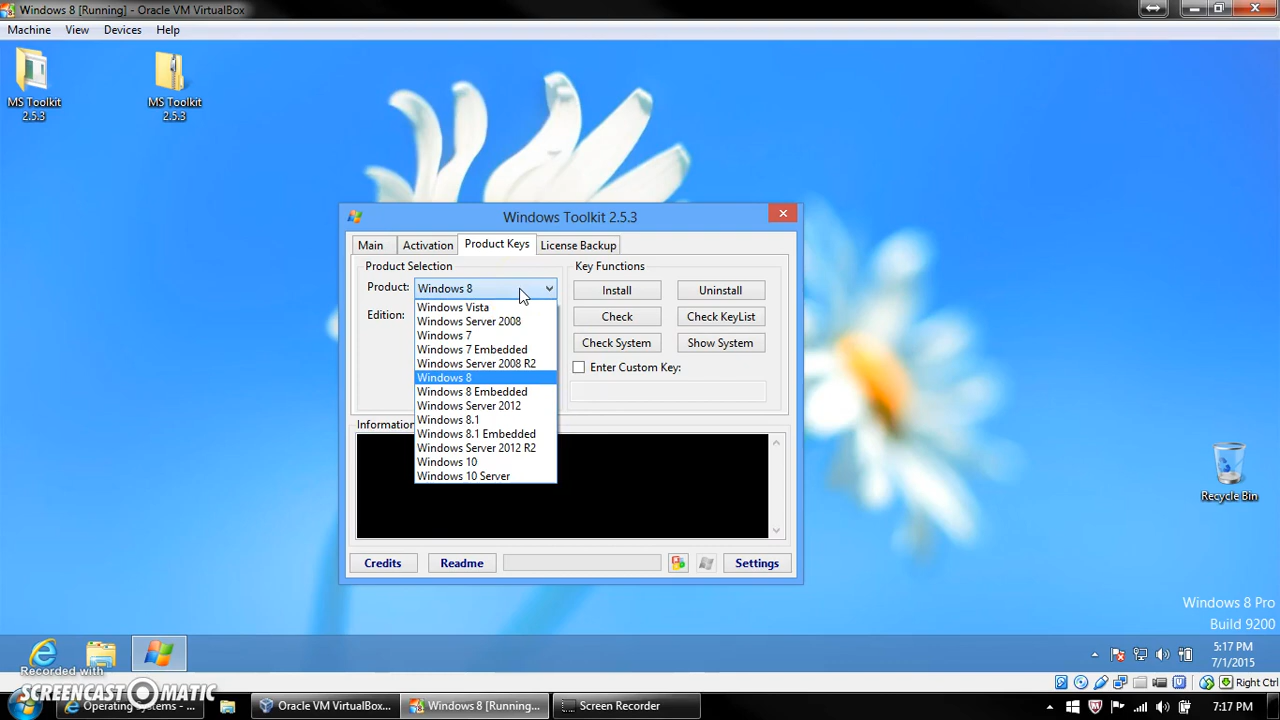 Windows 8 [Running] - Oracle VM VirtualBox
Machine View Devices Help
MS Toolkit 2.5.3
MS Toolkit 2.5.3
Windows Toolkit 2.5.3
Main Activation Product Keys License Backup
Product Selection
Product: Windows 8
Edition:
Windows Vista
Windows Server 2008
Windows 7
Windows 7 Embedded
Windows Server 2008 R2
Windows 8
Windows 8 Embedded
Windows Server 2012
Windows 8.1
Windows 8.1 Embedded
Windows Server 2012 R2
Windows 10
Windows 10 Server
Key Functions
Install Uninstall
Check Check KeyList
Check System Show System
Enter Custom Key:
Information
Credits Readme Settings
Recycle Bin
Windows 8 Pro
Build 9200
5:17 PM
7/1/2015
Recorded with
SCREENCAST-O-MATIC
Right Ctrl
Operating Systems - ... Oracle VM VirtualBox... Windows 8 [Running... Screen Recorder 7:17 PM